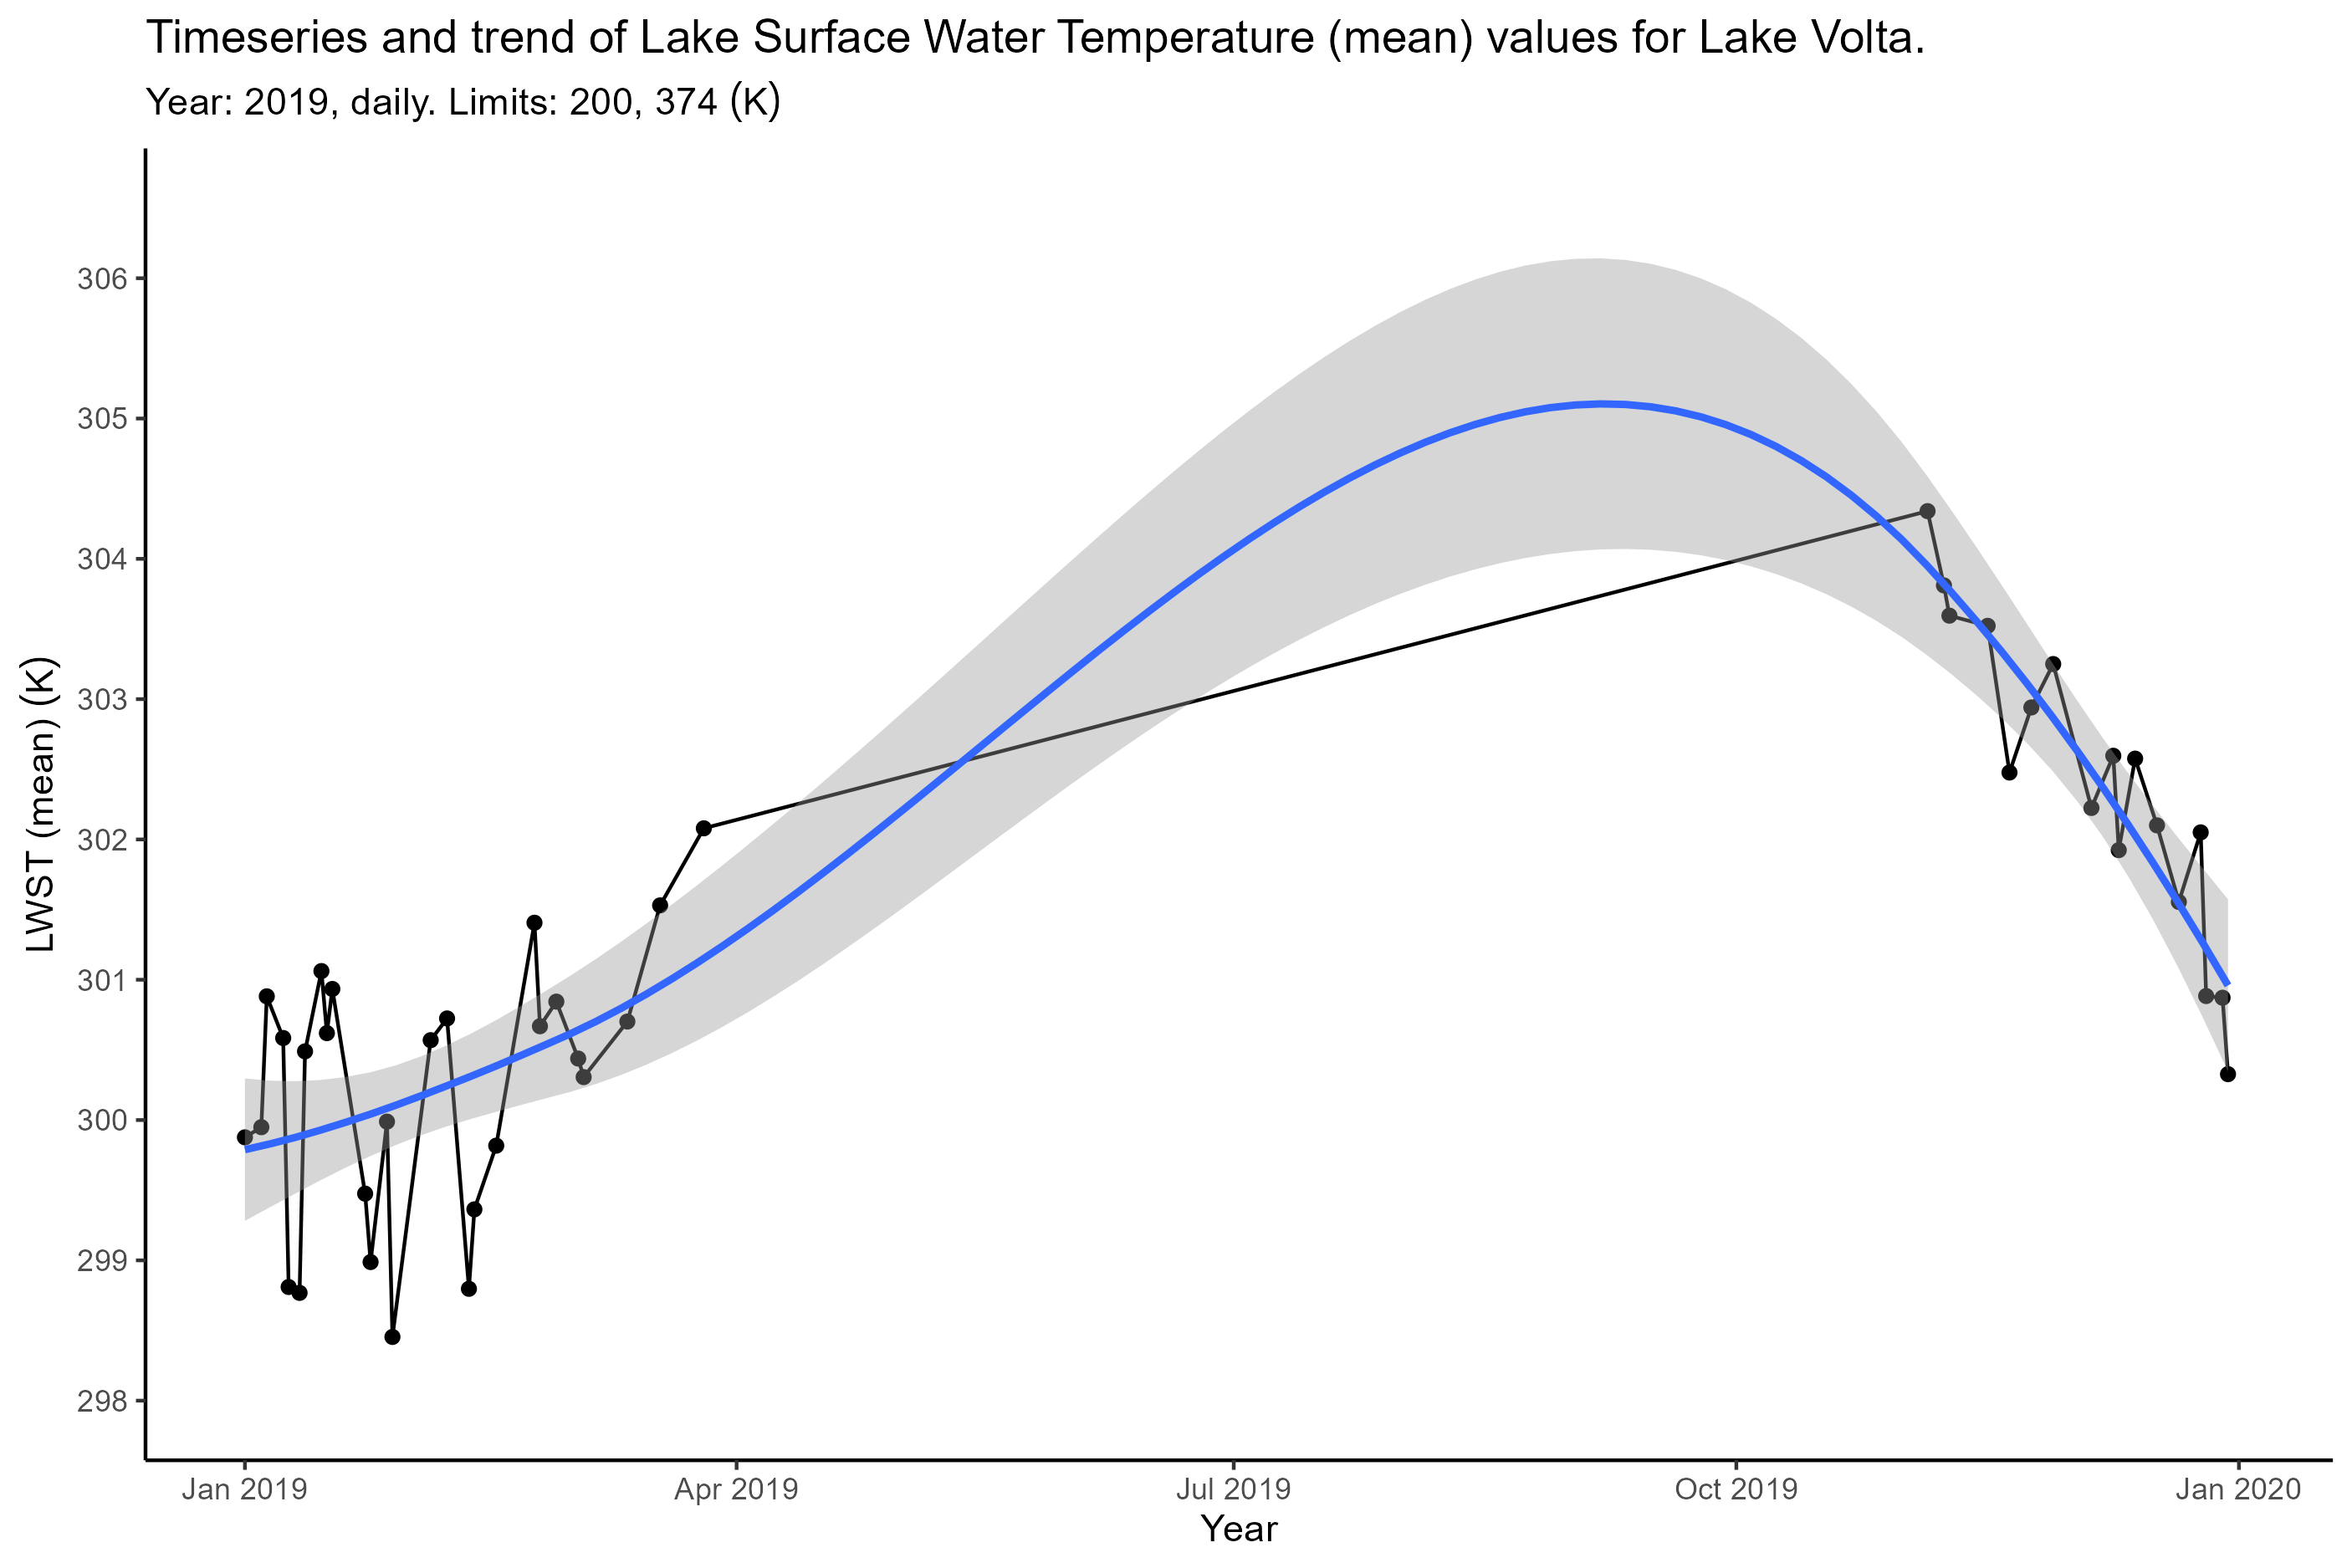 Timeseries and trend of Lake Surface Water Temperature (mean) values for Lake Volta.
Year: 2019, daily. Limits: 200, 374 (K)
LWST (mean) (K)
306
305
304
303
302
301
300
299
298
Jan 2019
Apr 2019
Jul 2019
Oct 2019
Jan 2020
Year